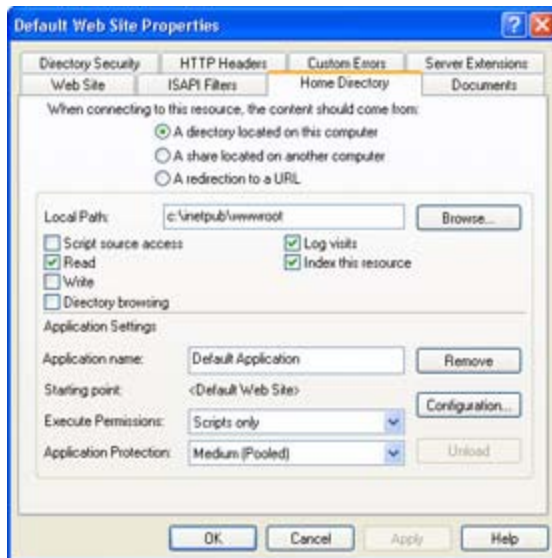 Default Web Site Properties
Directory Security HTTP Headers Custom Errors Server Extensions
Web Site ISAPI Filters Home Directory Documents
When connecting to this resource, the content should come from:
A directory located on this computer
A share located on another computer
A redirection to a URL
Local Path: c:\inetpub\wwwroot Browse...
Script source access Log visits
Read Index this resource
Write
Directory browsing
Application Settings
Application name: Default Application Remove
Starting point: <Default Web Site>
Configuration...
Execute Permissions: Scripts only
Application Protection: Medium (Pooled) Unload
OK Cancel Apply Help